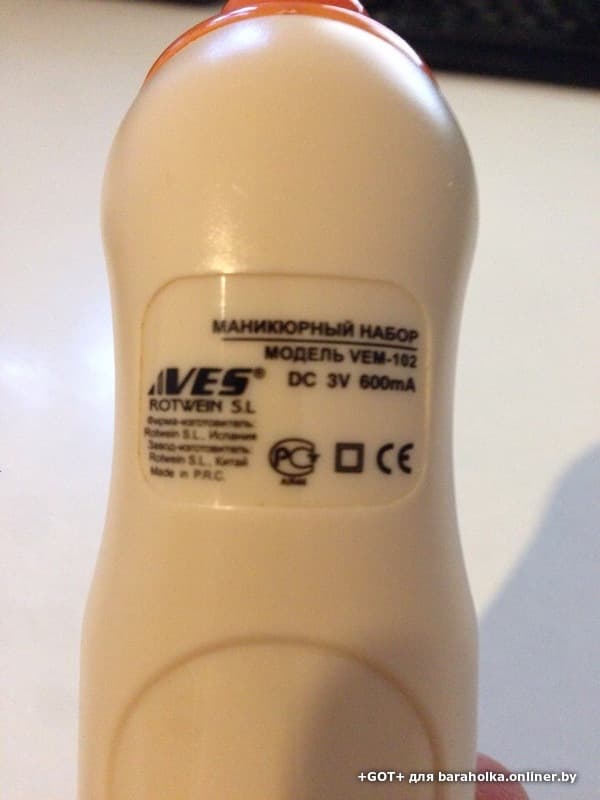 МАНИКЮРНЫЙ НАБОР
МОДЕЛЬ VEM-102
VES®
DC 3V 600mA
ROTWEIN S.L
Фирма-изготовитель:
Rotwein S.L., Испания
Завод-изготовитель:
Rotwein S.L., Китай
Made in P.R.C.
РСТ
CE
+GOT+ для baraholka.onliner.by